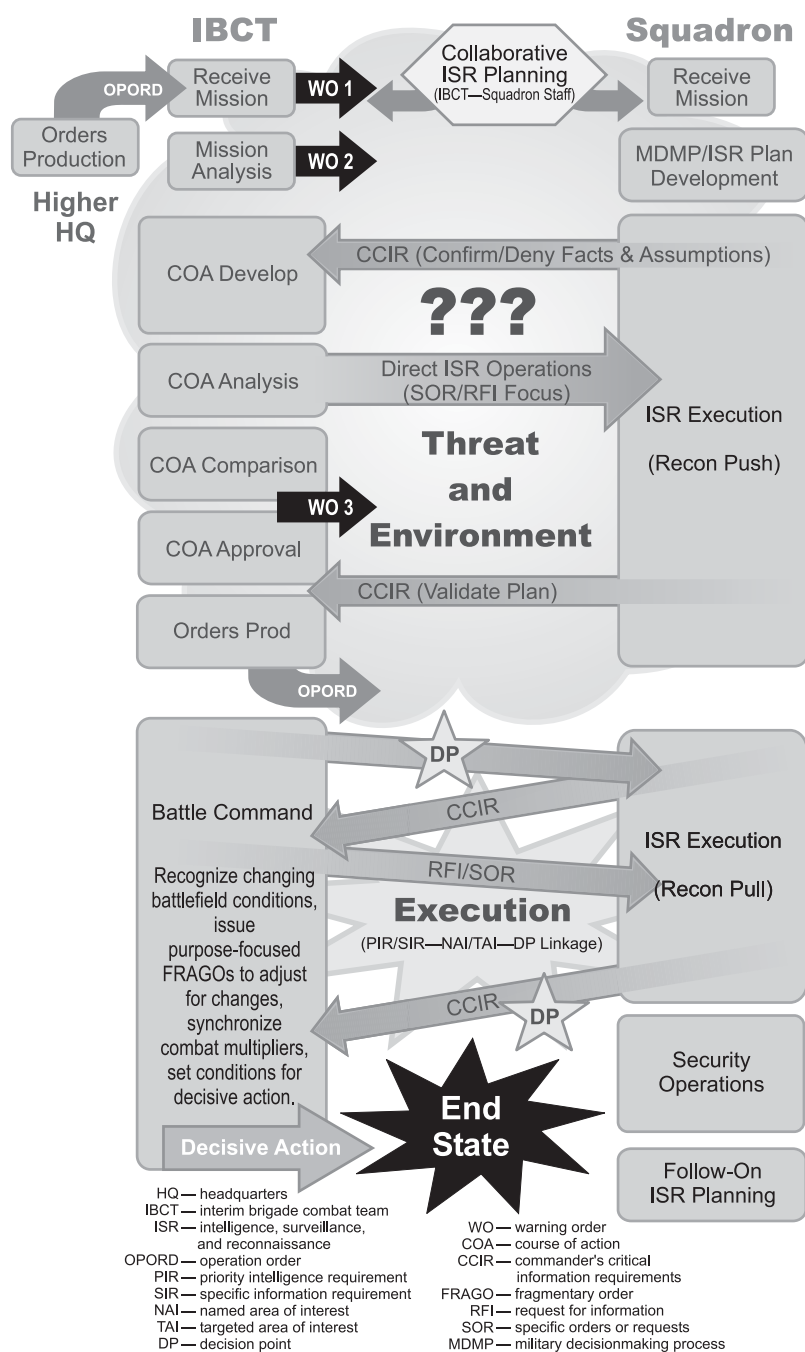 IBCT
Squadron
Collaborative
ISR Planning
(IBCT—Squadron Staff)
OPORD
Receive
Mission
WO 1
Receive
Mission
Orders
Production
Higher
HQ
Mission
Analysis
WO 2
MDMP/ISR Plan
Development
COA Develop
CCIR (Confirm/Deny Facts & Assumptions)
???
COA Analysis
Direct ISR Operations
(SOR/RFI Focus)
ISR Execution
(Recon Push)
COA Comparison
Threat
and
Environment
WO 3
COA Approval
CCIR (Validate Plan)
Orders Prod
OPORD
DP
Battle Command
CCIR
ISR Execution
(Recon Pull)
RFI/SOR
Recognize changing
battlefield conditions,
issue
purpose-focused
FRAGOs to adjust
for changes,
synchronize
combat multipliers,
set conditions for
decisive action.
Execution
(PIR/SIR—NAI/TAI—DP Linkage)
CCIR
DP
Security
Operations
End
State
Decisive Action
Follow-On
ISR Planning
HQ — headquarters
IBCT — interim brigade combat team
ISR — intelligence, surveillance,
and reconnaissance
OPORD — operation order
PIR — priority intelligence requirement
SIR — specific information requirement
NAI — named area of interest
TAI — targeted area of interest
DP — decision point
WO — warning order
COA — course of action
CCIR — commander's critical
information requirements
FRAGO — fragmentary order
RFI — request for information
SOR — specific orders or requests
MDMP — military decisionmaking process